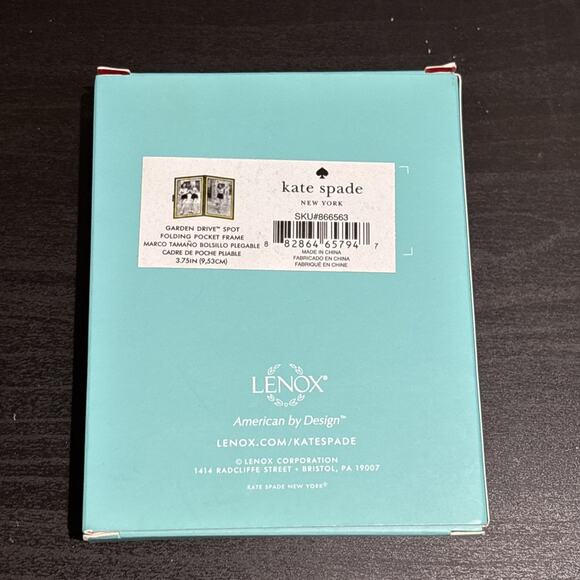 GARDEN DRIVE™ SPOT
FOLDING POCKET FRAME
MARCO TAMAÑO BOLSILLO PLEGABLE
CADRE DE POCHE PLIABLE
3.75IN (9,53CM)
kate spade
NEW YORK
SKU#866563
8 82864 65794 7
MADE IN CHINA
FABRICADO EN CHINA
FABRIQUÉ EN CHINE
LENOX®
American by Design™
LENOX.COM/KATESPADE
© LENOX CORPORATION
1414 RADCLIFFE STREET • BRISTOL, PA 19007
KATE SPADE NEW YORK®